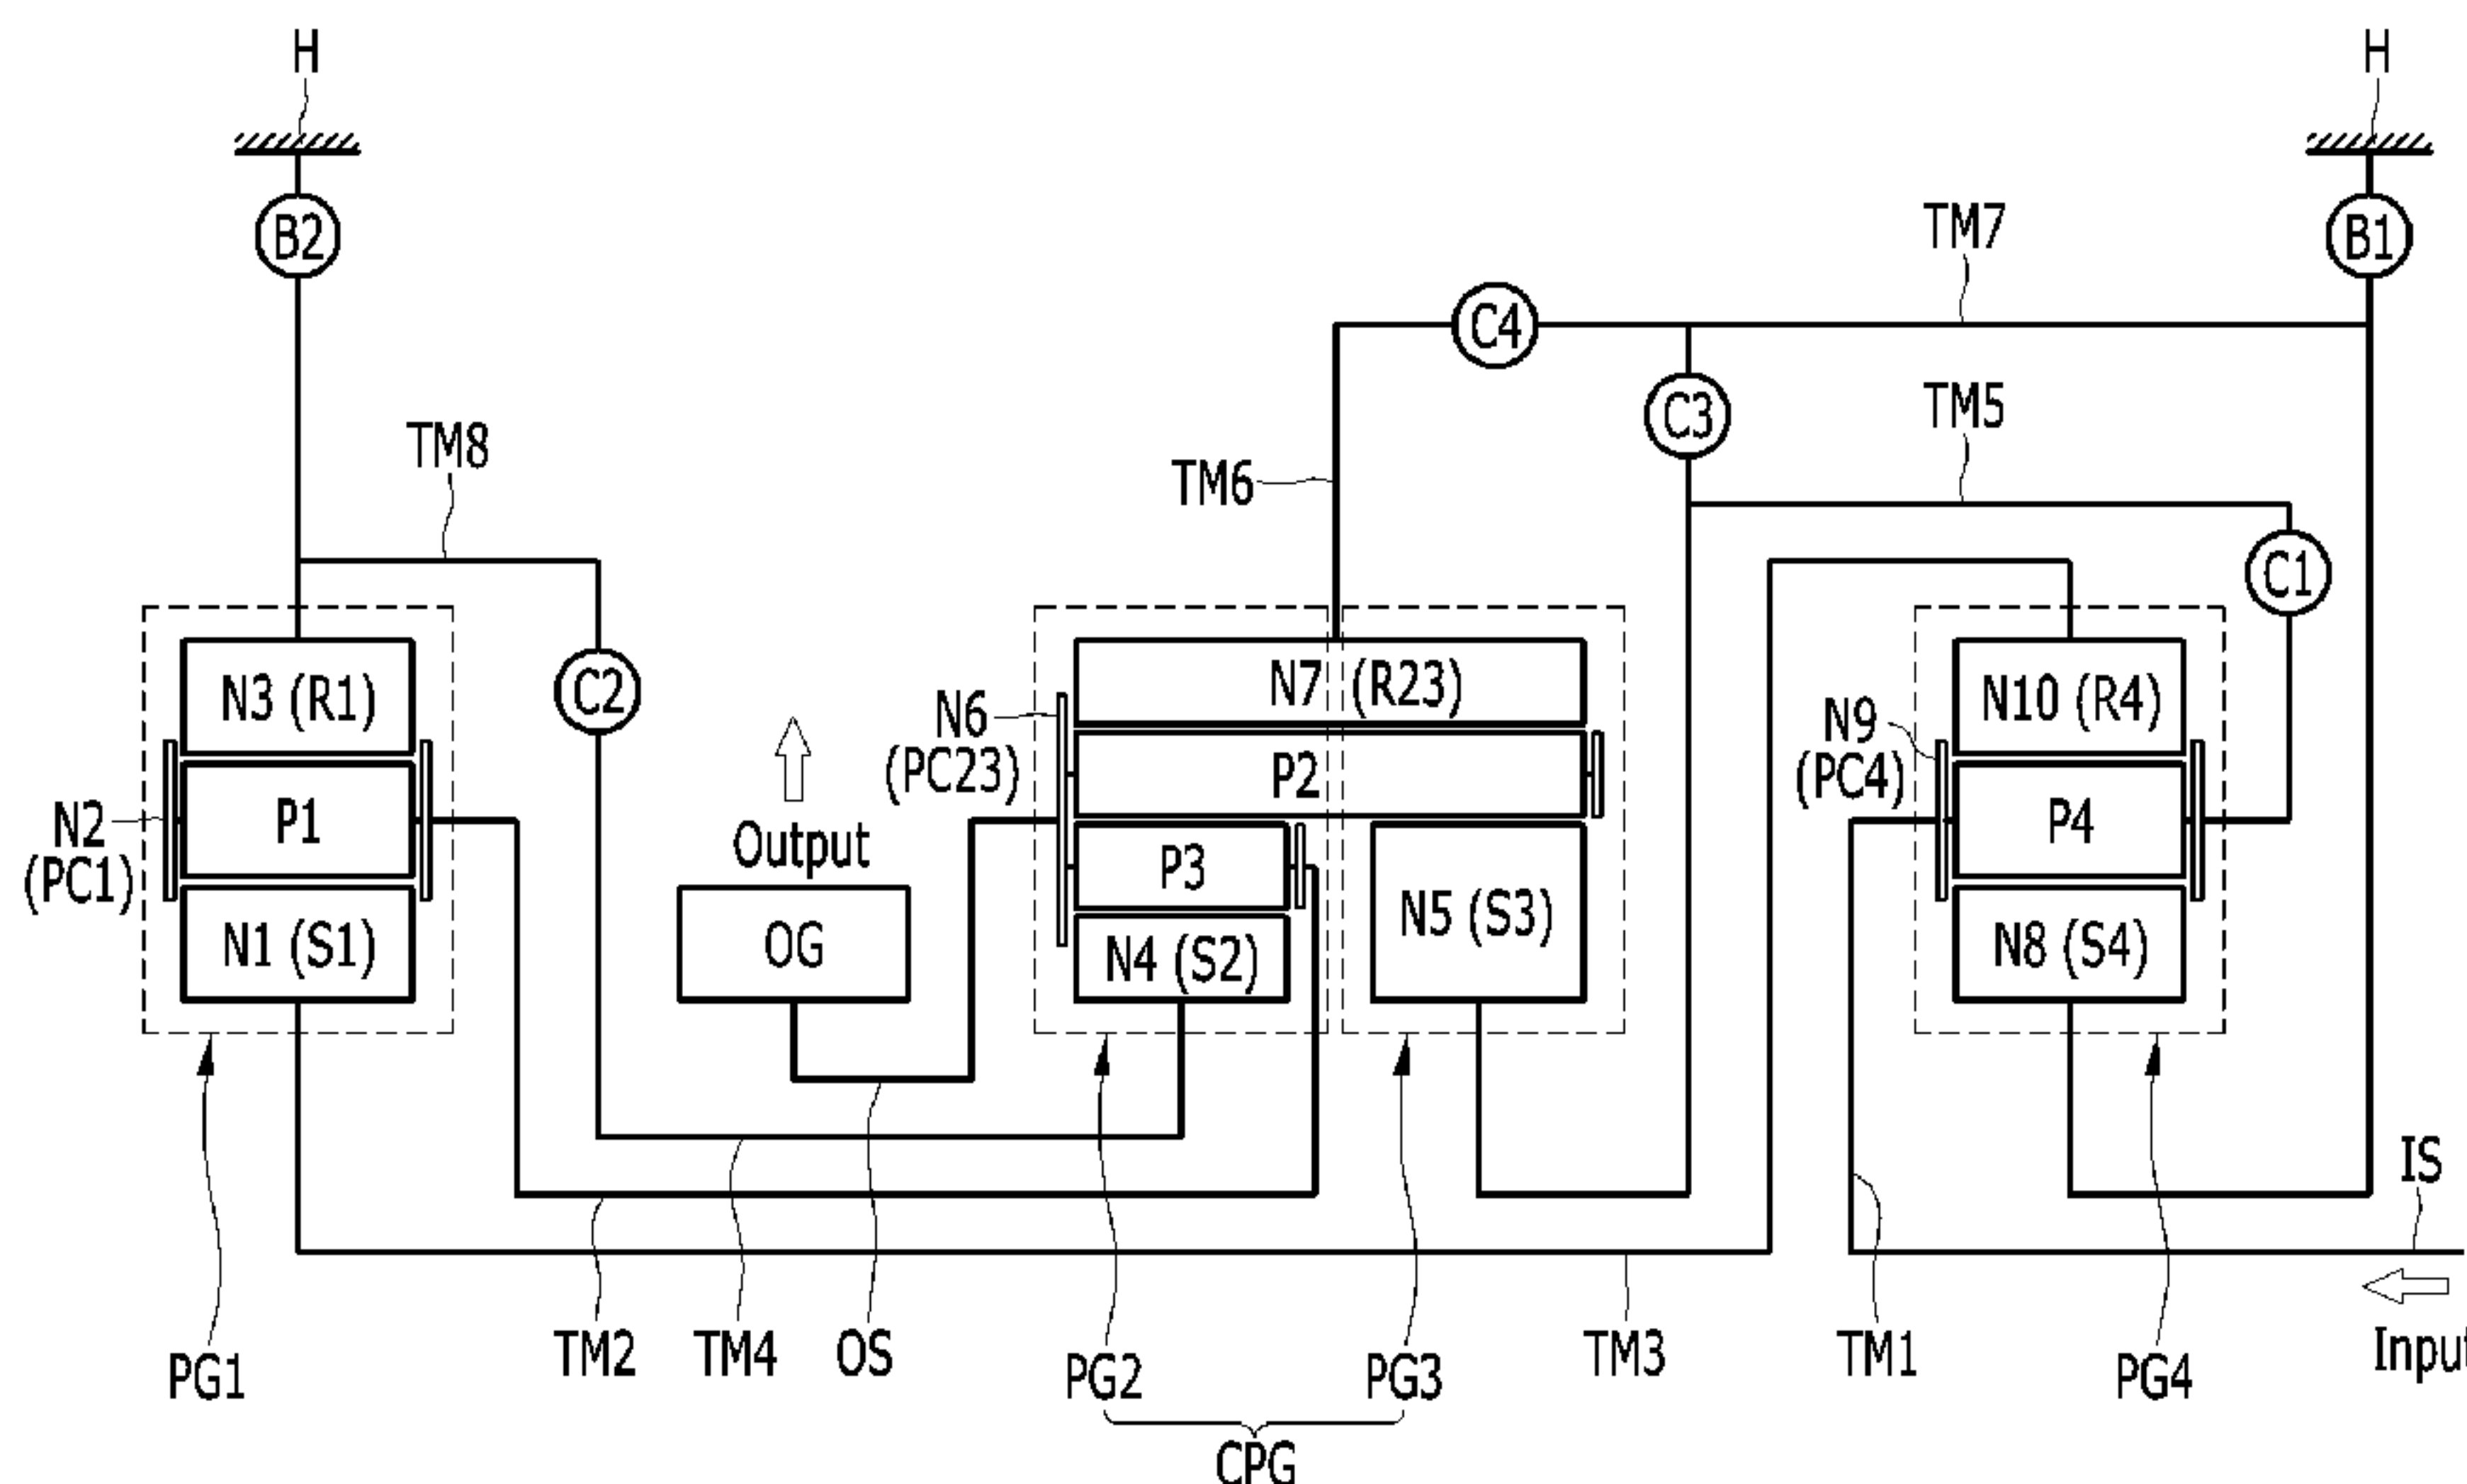 H
H
B2
B1
TM7
C4
C3
TM5
TM8
TM6
C1
N3 (R1)
C2
N7 (R23)
N10 (R4)
N6
(PC23)
N9
(PC4)
P2
P4
N2
(PC1)
P1
Output
P3
N5 (S3)
N1 (S1)
OG
N4 (S2)
N8 (S4)
IS
TM2
TM4
OS
TM3
TM1
Input
PG1
PG2
PG3
PG4
CPG